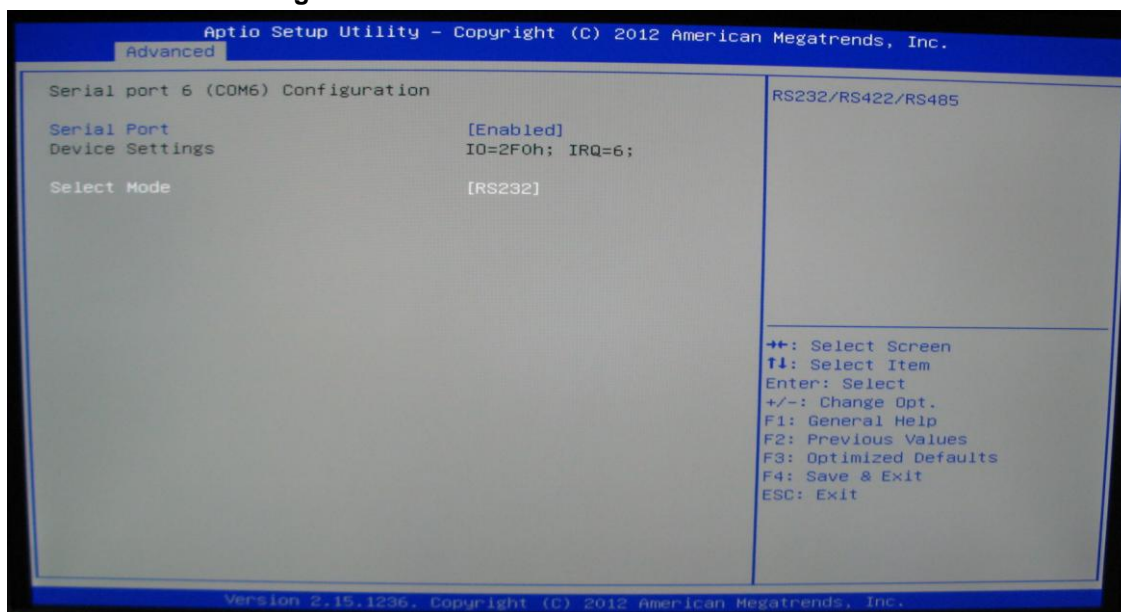 Aptio Setup Utility – Copyright (C) 2012 American Megatrends, Inc.
Advanced
Serial port 6 (COM6) Configuration
Serial Port [Enabled]
Device Settings IO=2F0h; IRQ=6;
Select Mode [RS232]
RS232/RS422/RS485
→←: Select Screen
↑↓: Select Item
Enter: Select
+/-: Change Opt.
F1: General Help
F2: Previous Values
F3: Optimized Defaults
F4: Save & Exit
ESC: Exit
Version 2.15.1236. Copyright (C) 2012 American Megatrends, Inc.